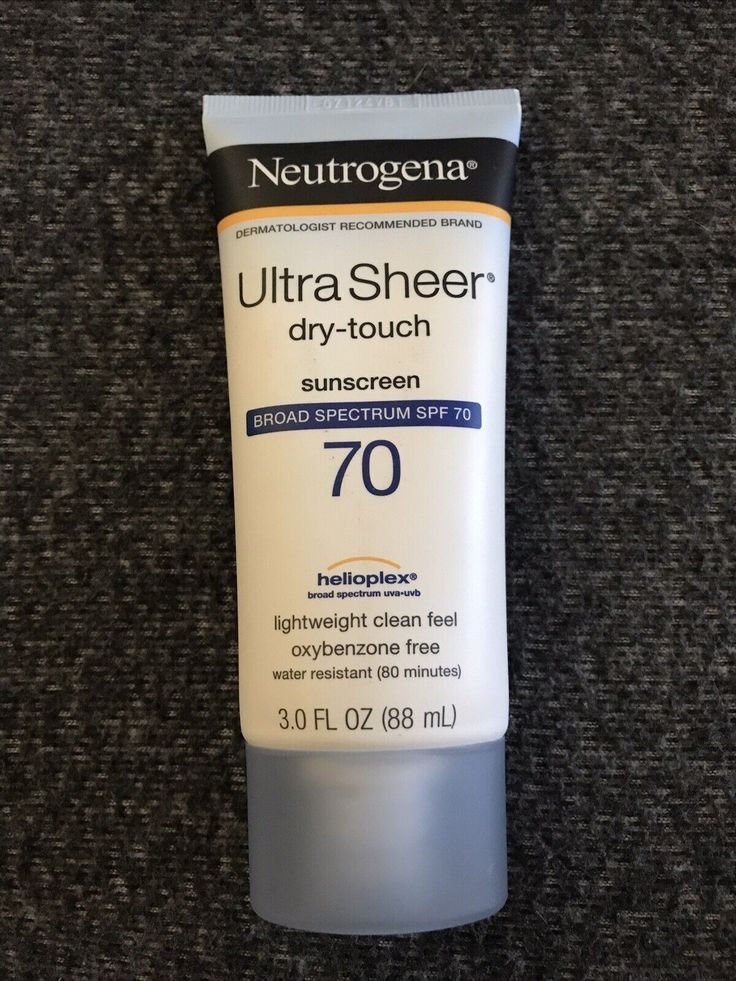 Neutrogena®
DERMATOLOGIST RECOMMENDED BRAND
Ultra Sheer®
dry-touch
sunscreen
BROAD SPECTRUM SPF 70
70
helioplex®
broad spectrum uva•uvb
lightweight clean feel
oxybenzone free
water resistant (80 minutes)
3.0 FL OZ (88 mL)